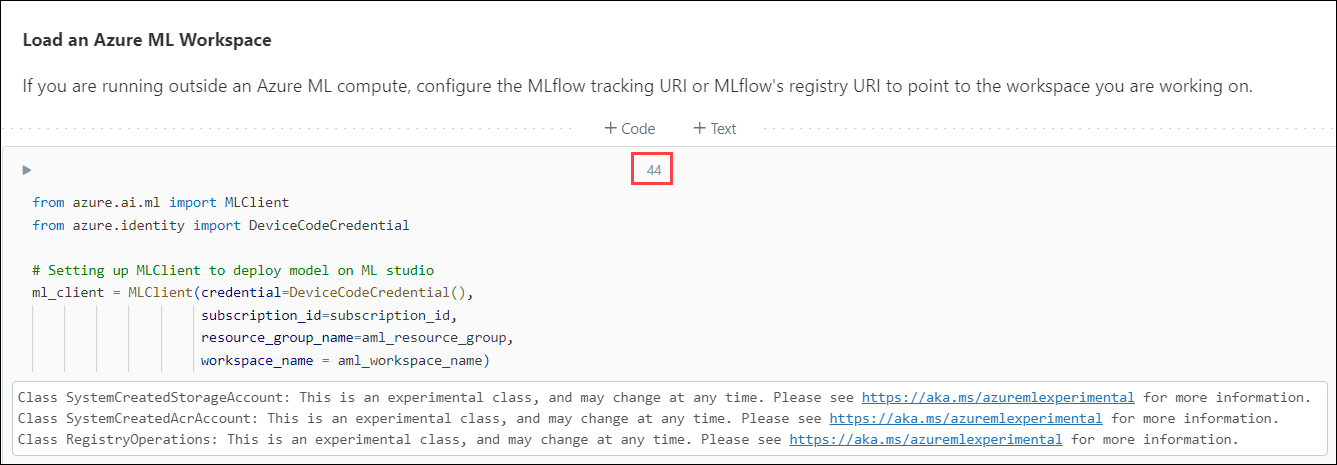 Load an Azure ML Workspace
If you are running outside an Azure ML compute, configure the MLflow tracking URI or MLflow's registry URI to point to the workspace you are working on.
+ Code + Text
44
from azure.ai.ml import MLClient
from azure.identity import DeviceCodeCredential
# Setting up MLClient to deploy model on ML studio
ml_client = MLClient(credential=DeviceCodeCredential(),
subscription_id=subscription_id,
resource_group_name=aml_resource_group,
workspace_name = aml_workspace_name)
Class SystemCreatedStorageAccount: This is an experimental class, and may change at any time. Please see https://aka.ms/azuremlexperimental for more information.
Class SystemCreatedAcrAccount: This is an experimental class, and may change at any time. Please see https://aka.ms/azuremlexperimental for more information.
Class RegistryOperations: This is an experimental class, and may change at any time. Please see https://aka.ms/azuremlexperimental for more information.